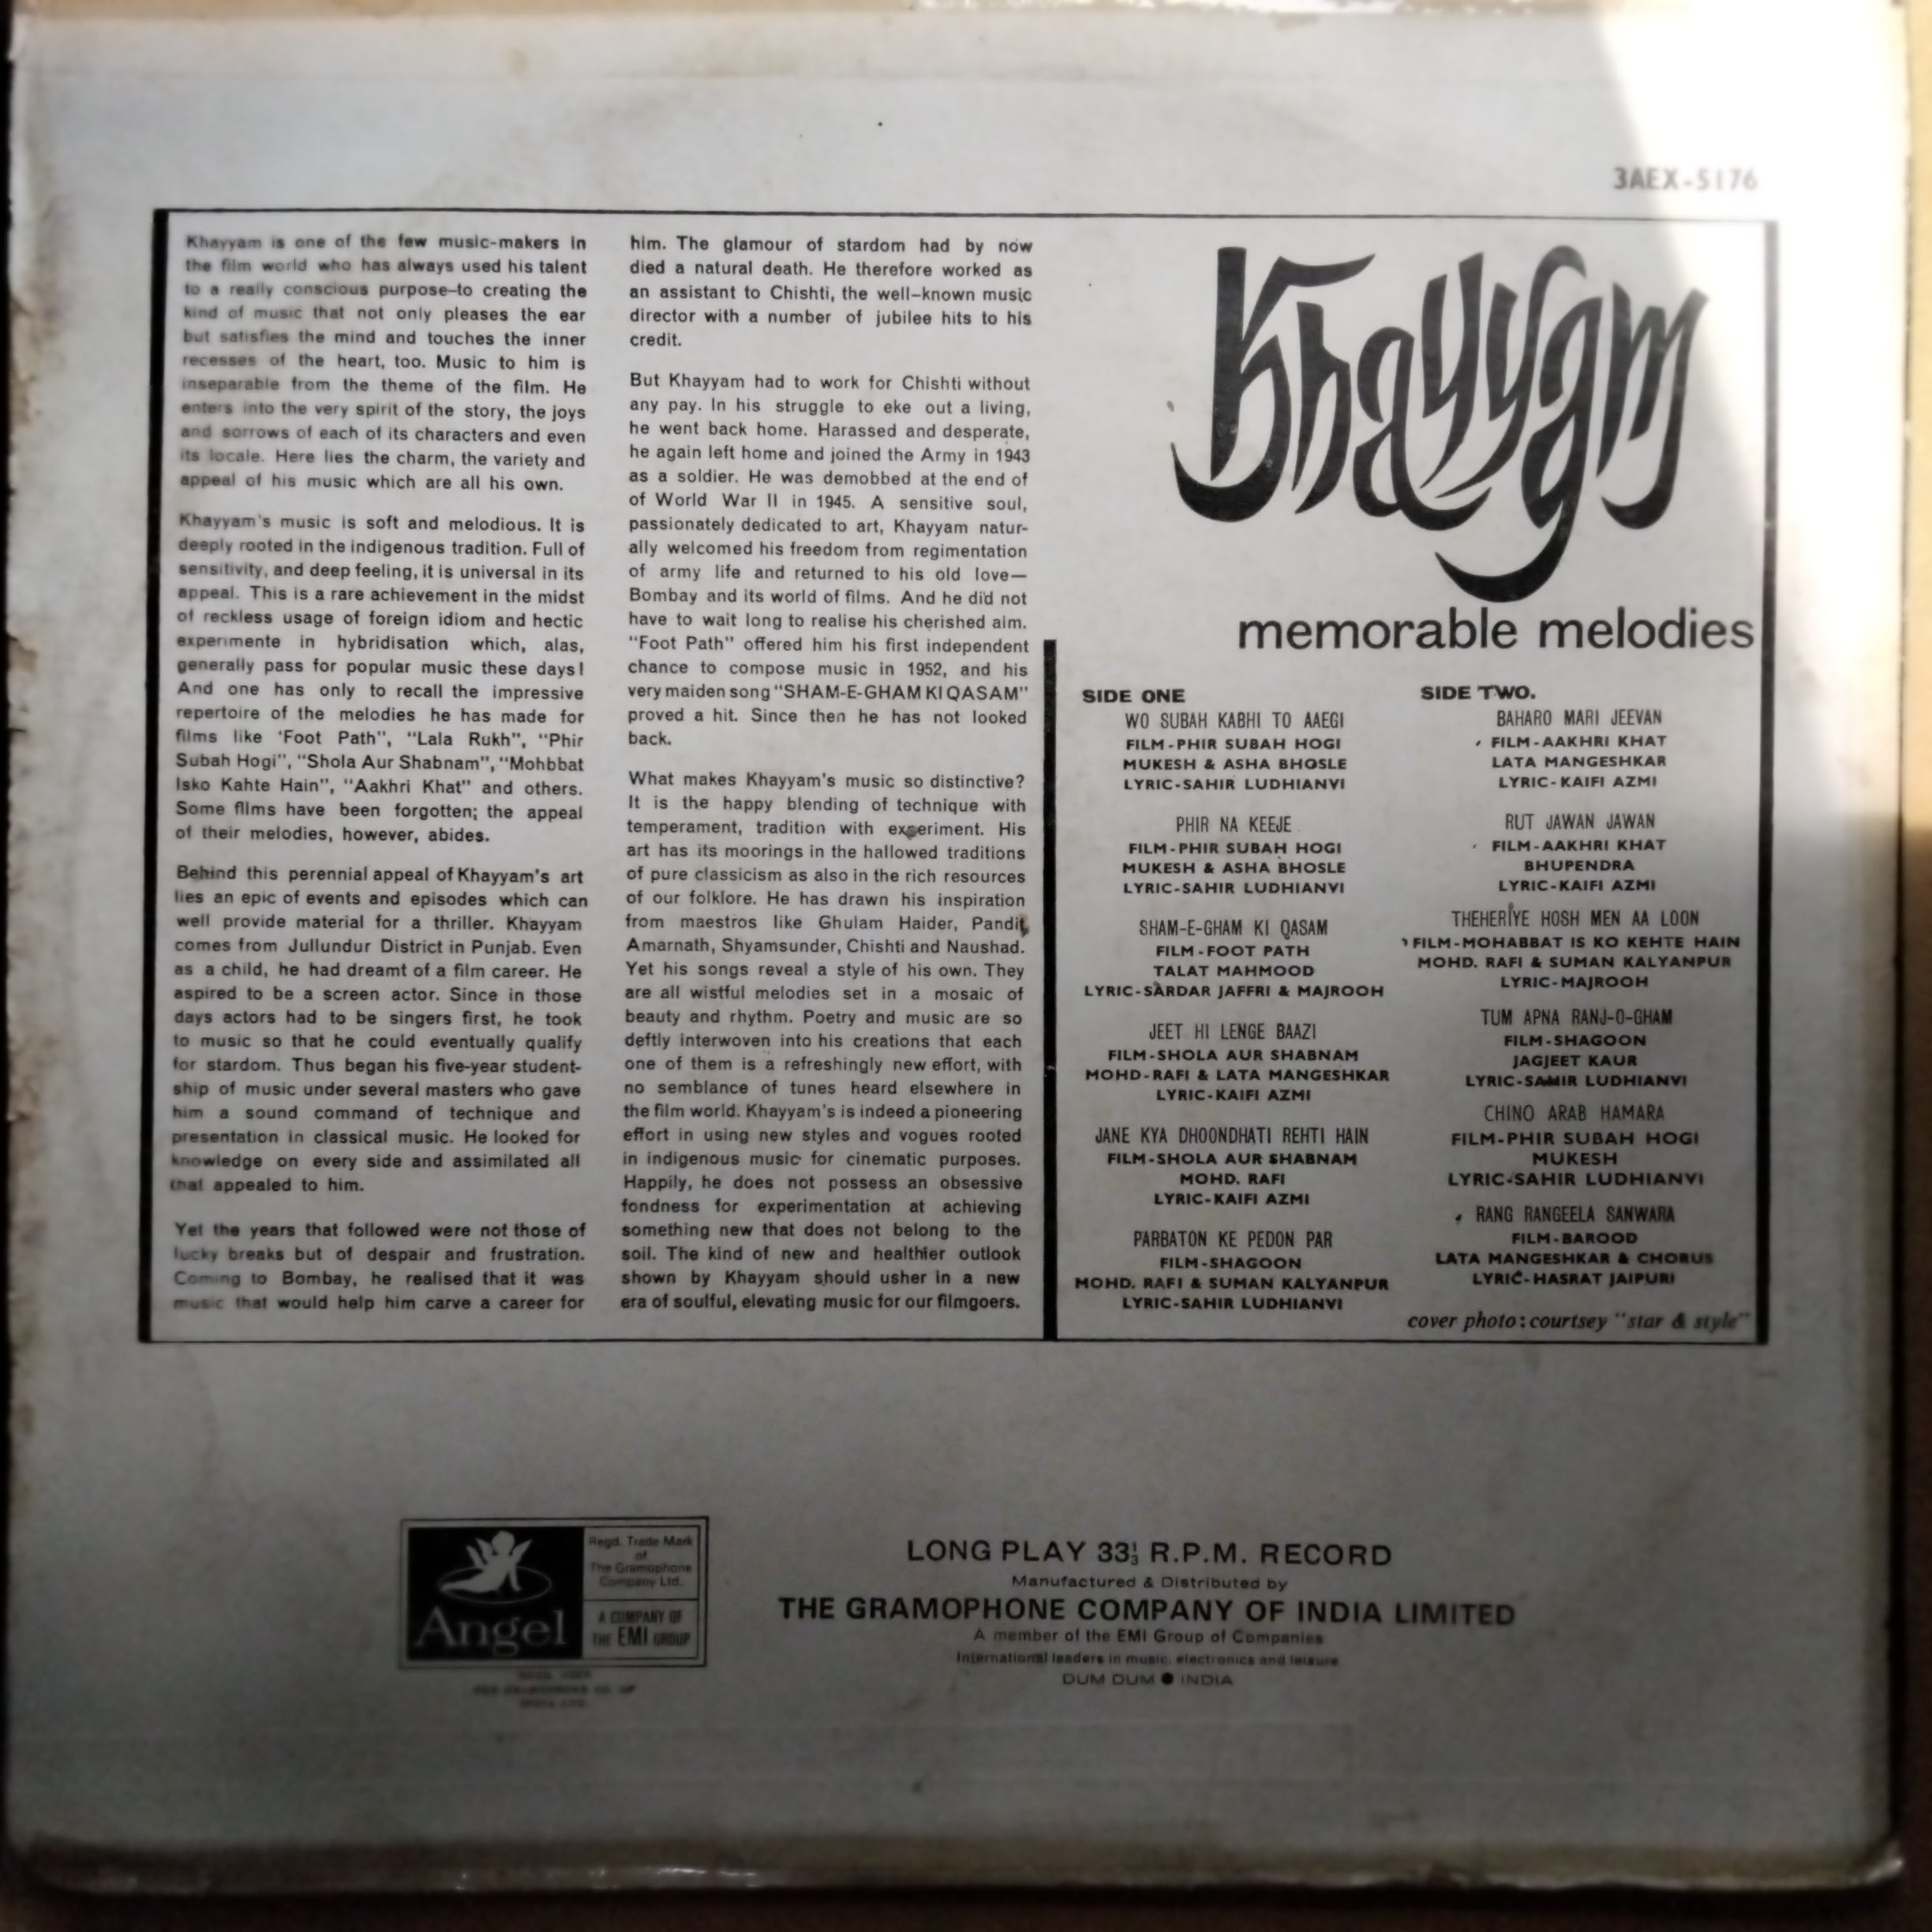 3AEX-5176
Khayyam is one of the few music-makers in
the film world who has always used his talent
to a really conscious purpose–to creating the
kind of music that not only pleases the ear
but satisfies the mind and touches the inner
recesses of the heart, too. Music to him is
inseparable from the theme of the film. He
enters into the very spirit of the story, the joys
and sorrows of each of its characters and even
its locale. Here lies the charm, the variety and
appeal of his music which are all his own.
Khayyam's music is soft and melodious. It is
deeply rooted in the indigenous tradition. Full of
sensitivity, and deep feeling, it is universal in its
appeal. This is a rare achievement in the midst
of reckless usage of foreign idiom and hectic
experimente in hybridisation which, alas,
generally pass for popular music these days!
And one has only to recall the impressive
repertoire of the melodies he has made for
films like 'Foot Path", "Lala Rukh", "Phir
Subah Hogi", "Shola Aur Shabnam", "Mohbbat
Isko Kahte Hain", "Aakhri Khat" and others.
Some films have been forgotten; the appeal
of their melodies, however, abides.
Behind this perennial appeal of Khayyam's art
lies an epic of events and episodes which can
well provide material for a thriller. Khayyam
comes from Jullundur District in Punjab. Even
as a child, he had dreamt of a film career. He
aspired to be a screen actor. Since in those
days actors had to be singers first, he took
to music so that he could eventually qualify
for stardom. Thus began his five-year student-
ship of music under several masters who gave
him a sound command of technique and
presentation in classical music. He looked for
knowledge on every side and assimilated all
that appealed to him.
Yet the years that followed were not those of
lucky breaks but of despair and frustration.
Coming to Bombay, he realised that it was
music that would help him carve a career for
him. The glamour of stardom had by now
died a natural death. He therefore worked as
an assistant to Chishti, the well–known music
director with a number of jubilee hits to his
credit.
But Khayyam had to work for Chishti without
any pay. In his struggle to eke out a living,
he went back home. Harassed and desperate,
he again left home and joined the Army in 1943
as a soldier. He was demobbed at the end of
of World War II in 1945. A sensitive soul,
passionately dedicated to art, Khayyam natur-
ally welcomed his freedom from regimentation
of army life and returned to his old love—
Bombay and its world of films. And he did not
have to wait long to realise his cherished aim.
"Foot Path" offered him his first independent
chance to compose music in 1952, and his
very maiden song "SHAM-E-GHAM KI QASAM"
proved a hit. Since then he has not looked
back.
What makes Khayyam's music so distinctive?
It is the happy blending of technique with
temperament, tradition with experiment. His
art has its moorings in the hallowed traditions
of pure classicism as also in the rich resources
of our folklore. He has drawn his inspiration
from maestros like Ghulam Haider, Pandit
Amarnath, Shyamsunder, Chishti and Naushad.
Yet his songs reveal a style of his own. They
are all wistful melodies set in a mosaic of
beauty and rhythm. Poetry and music are so
deftly interwoven into his creations that each
one of them is a refreshingly new effort, with
no semblance of tunes heard elsewhere in
the film world. Khayyam's is indeed a pioneering
effort in using new styles and vogues rooted
in indigenous music for cinematic purposes.
Happily, he does not possess an obsessive
fondness for experimentation at achieving
something new that does not belong to the
soil. The kind of new and healthier outlook
shown by Khayyam should usher in a new
era of soulful, elevating music for our filmgoers.
Khayyam
memorable melodies
SIDE ONE
WO SUBAH KABHI TO AAEGI
FILM-PHIR SUBAH HOGI
MUKESH & ASHA BHOSLE
LYRIC-SAHIR LUDHIANVI
PHIR NA KEEJE
FILM-PHIR SUBAH HOGI
MUKESH & ASHA BHOSLE
LYRIC-SAHIR LUDHIANVI
SHAM-E-GHAM KI QASAM
FILM-FOOT PATH
TALAT MAHMOOD
LYRIC-SARDAR JAFFRI & MAJROOH
JEET HI LENGE BAAZI
FILM-SHOLA AUR SHABNAM
MOHD-RAFI & LATA MANGESHKAR
LYRIC-KAIFI AZMI
JANE KYA DHOONDHATI REHTI HAIN
FILM-SHOLA AUR SHABNAM
MOHD. RAFI
LYRIC-KAIFI AZMI
PARBATON KE PEDON PAR
FILM-SHAGOON
MOHD. RAFI & SUMAN KALYANPUR
LYRIC-SAHIR LUDHIANVI
SIDE TWO.
BAHARO MARI JEEVAN
FILM-AAKHRI KHAT
LATA MANGESHKAR
LYRIC-KAIFI AZMI
RUT JAWAN JAWAN
FILM-AAKHRI KHAT
BHUPENDRA
LYRIC-KAIFI AZMI
THEHERIYE HOSH MEN AA LOON
FILM-MOHABBAT IS KO KEHTE HAIN
MOHD. RAFI & SUMAN KALYANPUR
LYRIC-MAJROOH
TUM APNA RANJ-O-GHAM
FILM-SHAGOON
JAGJEET KAUR
LYRIC-SAHIR LUDHIANVI
CHINO ARAB HAMARA
FILM-PHIR SUBAH HOGI
MUKESH
LYRIC-SAHIR LUDHIANVI
RANG RANGEELA SANWARA
FILM-BAROOD
LATA MANGESHKAR & CHORUS
LYRIC-HASRAT JAIPURI
cover photo : courtsey "star & style"
Angel
Regd. Trade Mark
of
The Gramophone
Company Ltd.
A COMPANY OF
THE EMI GROUP
LONG PLAY 33⅓ R.P.M. RECORD
Manufactured & Distributed by
THE GRAMOPHONE COMPANY OF INDIA LIMITED
A member of the EMI Group of Companies
International leaders in music, electronics and leisure
DUM DUM ● INDIA